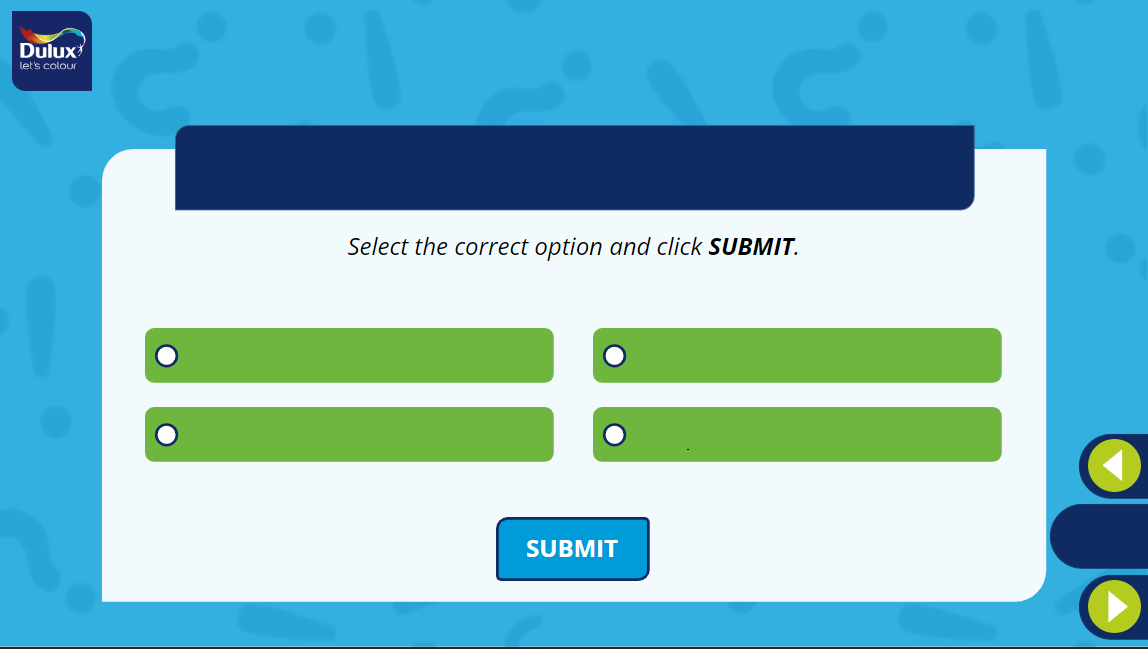 Dulux
let's colour
Select the correct option and click SUBMIT.
SUBMIT